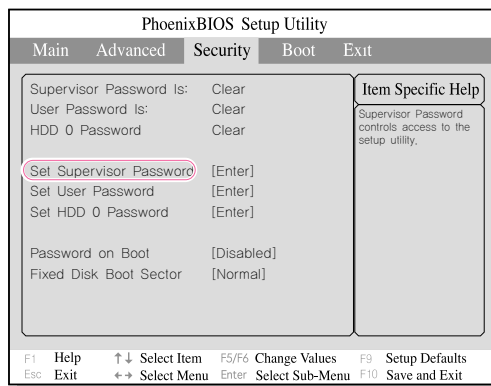 PhoenixBIOS Setup Utility
Main Advanced Security Boot Exit
Supervisor Password Is: Clear
User Password Is: Clear
HDD 0 Password Clear
Set Supervisor Password [Enter]
Set User Password [Enter]
Set HDD 0 Password [Enter]
Password on Boot [Disabled]
Fixed Disk Boot Sector [Normal]
Item Specific Help
Supervisor Password
controls access to the
setup utility,
F1 Help ↑↓ Select Item F5/F6 Change Values F9 Setup Defaults
Esc Exit ←→ Select Menu Enter Select Sub-Menu F10 Save and Exit